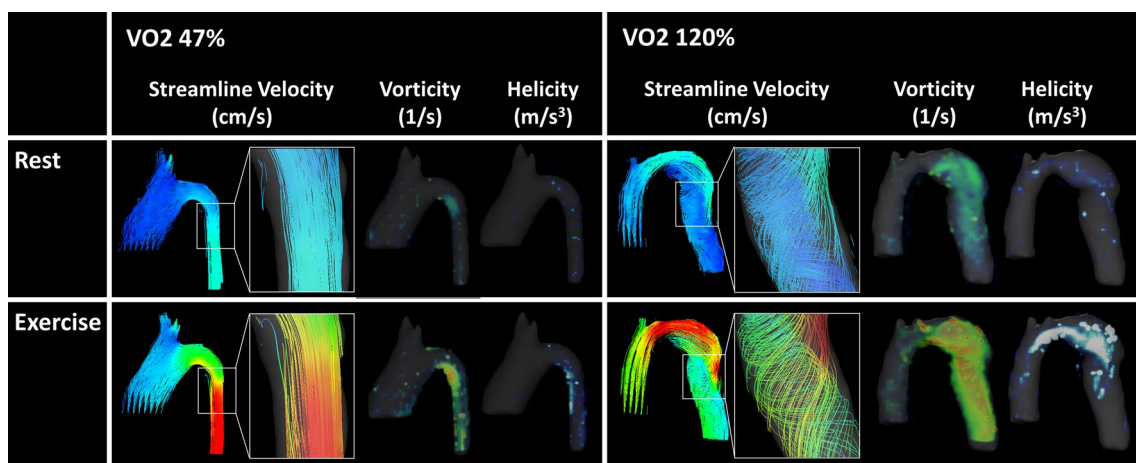 VO2 47%
VO2 120%
Streamline Velocity
(cm/s)
Vorticity
(1/s)
Helicity
(m/s³)
Streamline Velocity
(cm/s)
Vorticity
(1/s)
Helicity
(m/s³)
Rest
Exercise